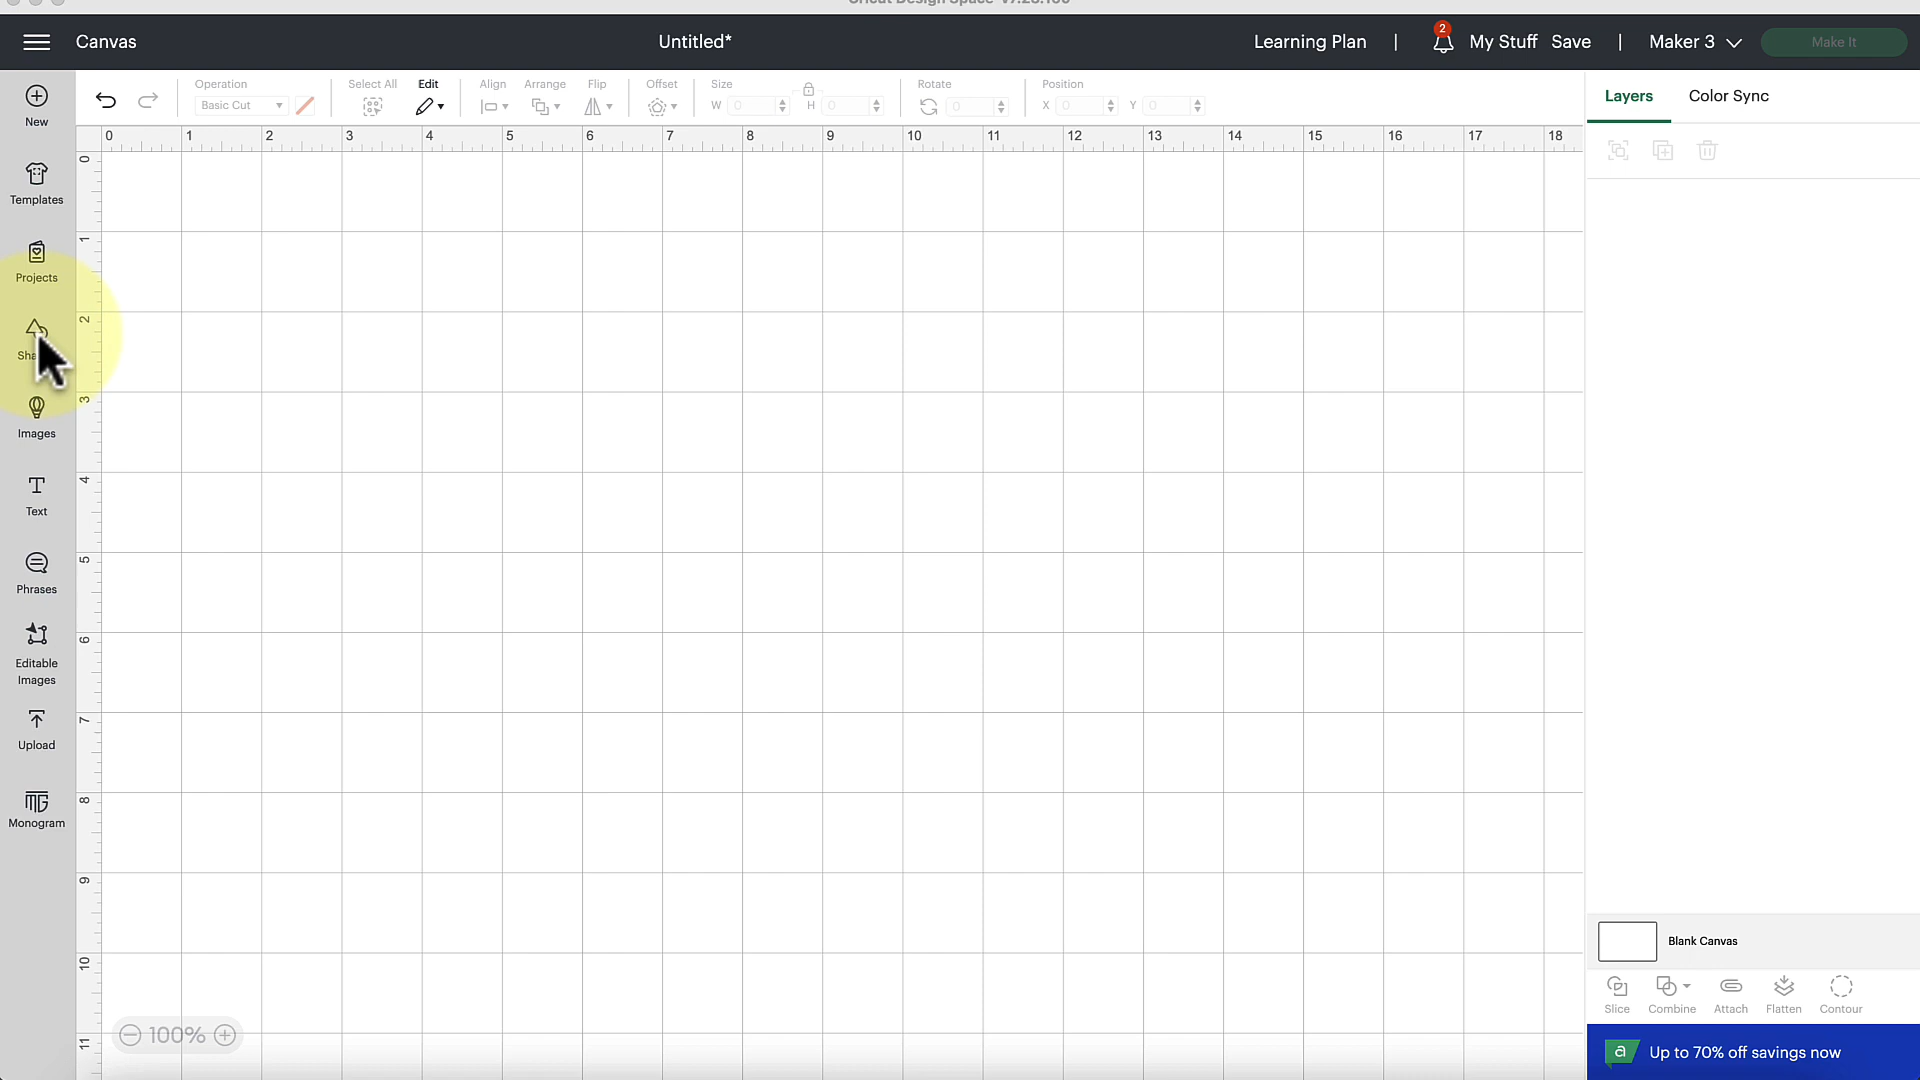 Canvas
Untitled*
Learning Plan
|
2
My Stuff
Save
|
Maker 3
Make It
New
Templates
Projects
Images
Text
Phrases
Editable
Images
Upload
Monogram
Operation
Basic Cut
Select All
Edit
Align
Arrange
Flip
Offset
Size
W 0
H 0
Rotate
0
Position
X 0
Y 0
0 1 2 3 4 5 6 7 8 9 10 11 12 13 14 15 16 17 18
0
1
2
3
4
5
6
7
8
9
10
11
100%
Layers
Color Sync
Blank Canvas
Slice
Combine
Attach
Flatten
Contour
a Up to 70% off savings now